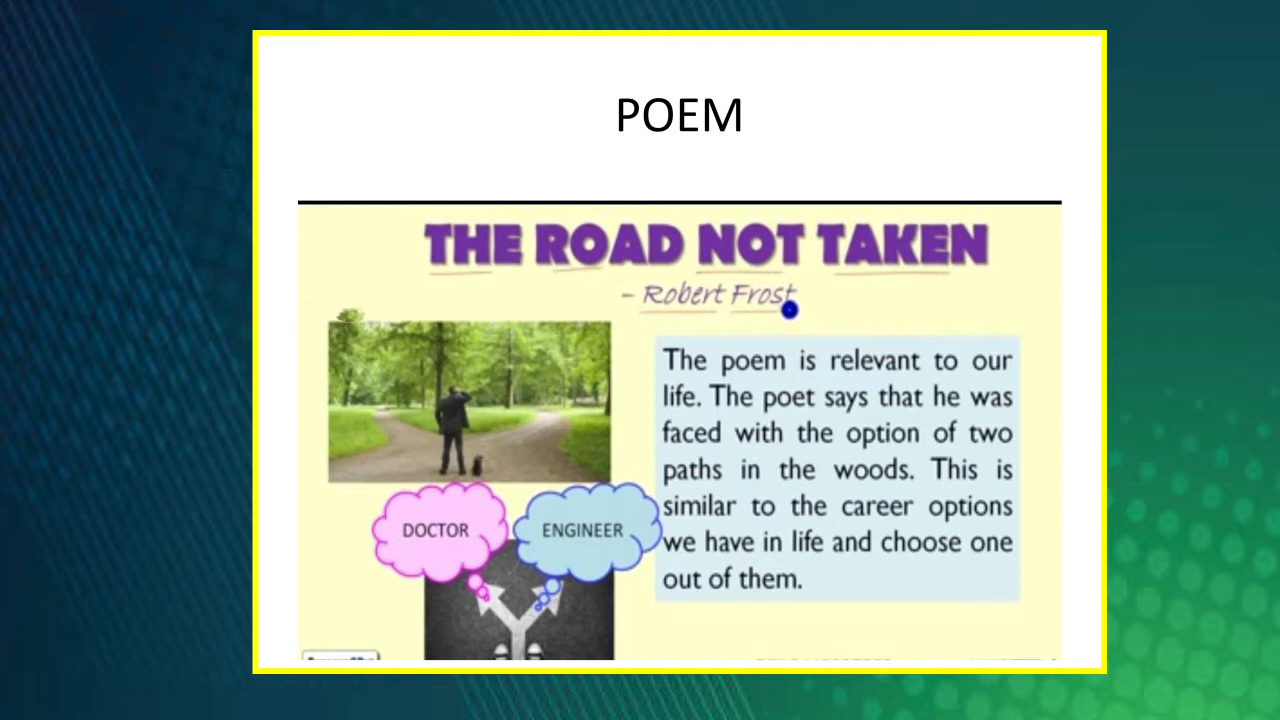 POEM
THE ROAD NOT TAKEN
– Robert Frost
The poem is relevant to our
life. The poet says that he was
faced with the option of two
paths in the woods. This is
similar to the career options
we have in life and choose one
out of them.
DOCTOR
ENGINEER